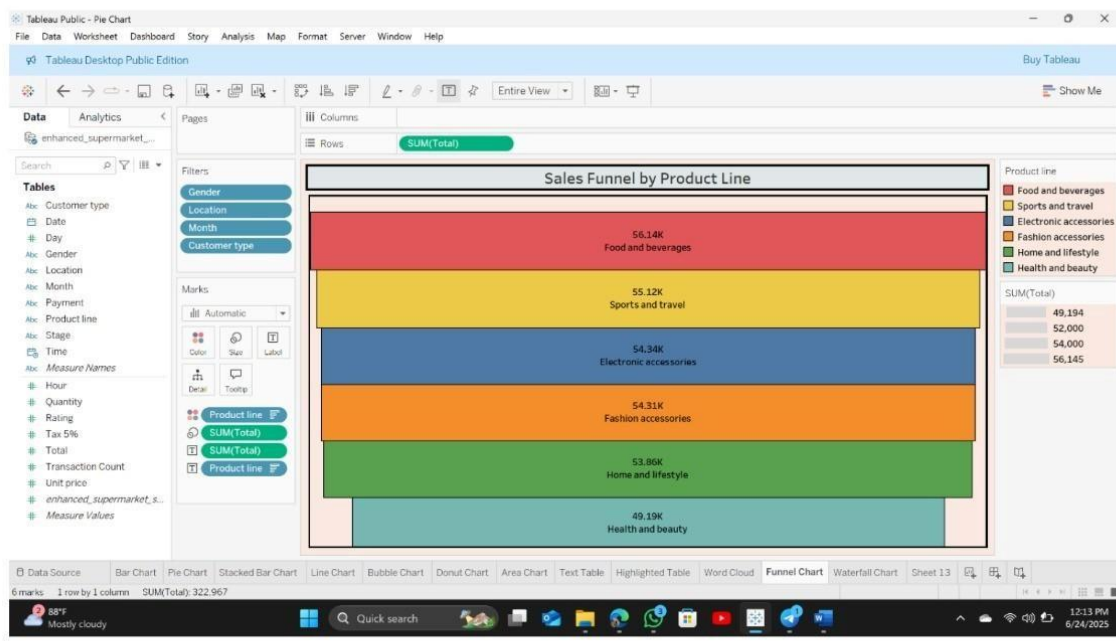 Tableau Public - Pie Chart
File Data Worksheet Dashboard Story Analysis Map Format Server Window Help
Tableau Desktop Public Edition Buy Tableau
Entire View Show Me
Data Analytics
enhanced_supermarket_...
Search
Tables
Abc Customer type
Date
# Day
Abc Gender
Abc Location
Abc Month
Abc Payment
Abc Product line
Abc Stage
Time
Abc Measure Names
# Hour
# Quantity
# Rating
# Tax 5%
# Total
# Transaction Count
# Unit price
# enhanced_supermarket_s...
# Measure Values
Pages
Filters
Gender
Location
Month
Customer type
Marks
Automatic
Color Size Label
Detail Tooltip
Product line
SUM(Total)
SUM(Total)
Product line
Columns
Rows SUM(Total)
Sales Funnel by Product Line
56.14K
Food and beverages
55.12K
Sports and travel
54.34K
Electronic accessories
54.31K
Fashion accessories
53.86K
Home and lifestyle
49.19K
Health and beauty
Product line
Food and beverages
Sports and travel
Electronic accessories
Fashion accessories
Home and lifestyle
Health and beauty
SUM(Total)
49,194
52,000
54,000
56,145
Data Source Bar Chart Pie Chart Stacked Bar Chart Line Chart Bubble Chart Donut Chart Area Chart Text Table Highlighted Table Word Cloud Funnel Chart Waterfall Chart Sheet 13
6 marks 1 row by 1 column SUM(Total): 322,967
2 88°F
Mostly cloudy
Quick search
3
12:13 PM
6/24/2025